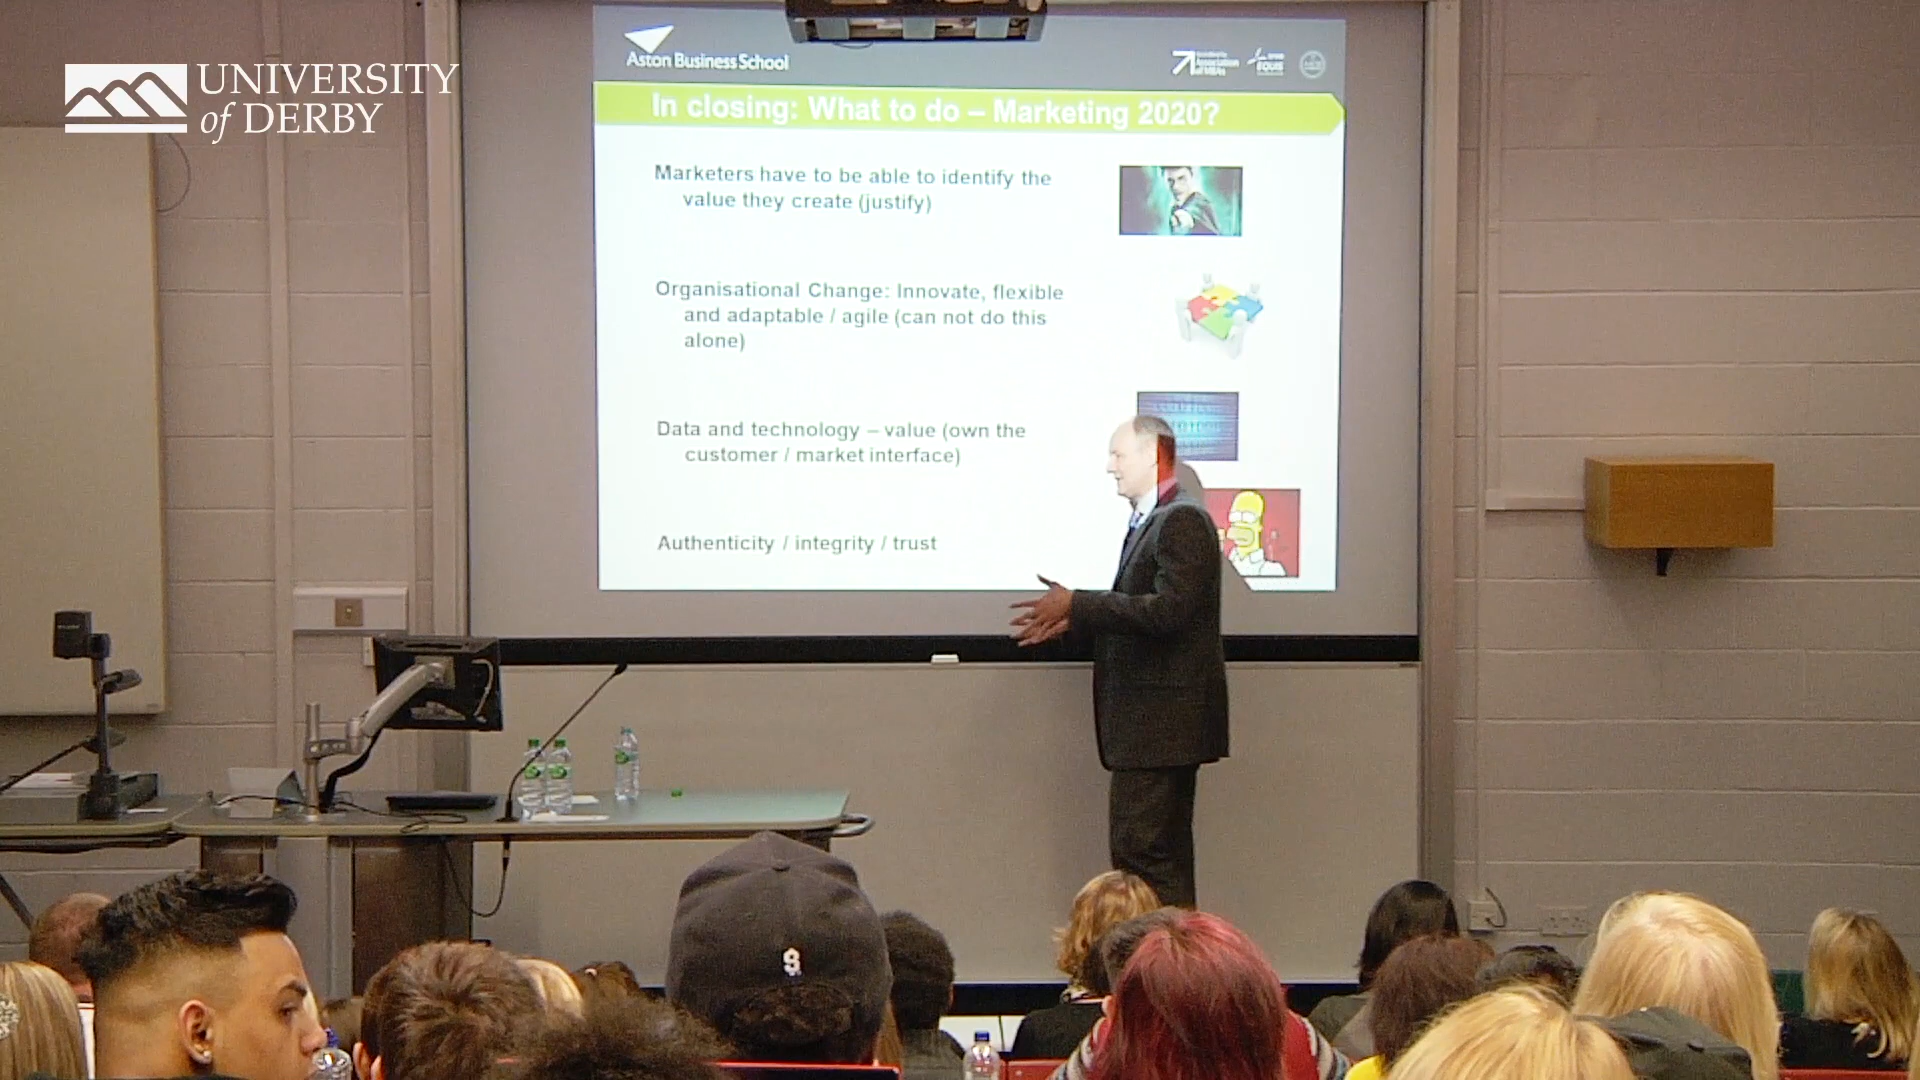 UNIVERSITY
of DERBY
Aston Business School
EQUIS
In closing: What to do – Marketing 2020?
Marketers have to be able to identify the
value they create (justify)
Organisational Change: Innovate, flexible
and adaptable / agile (can not do this
alone)
Data and technology – value (own the
customer / market interface)
Authenticity / integrity / trust